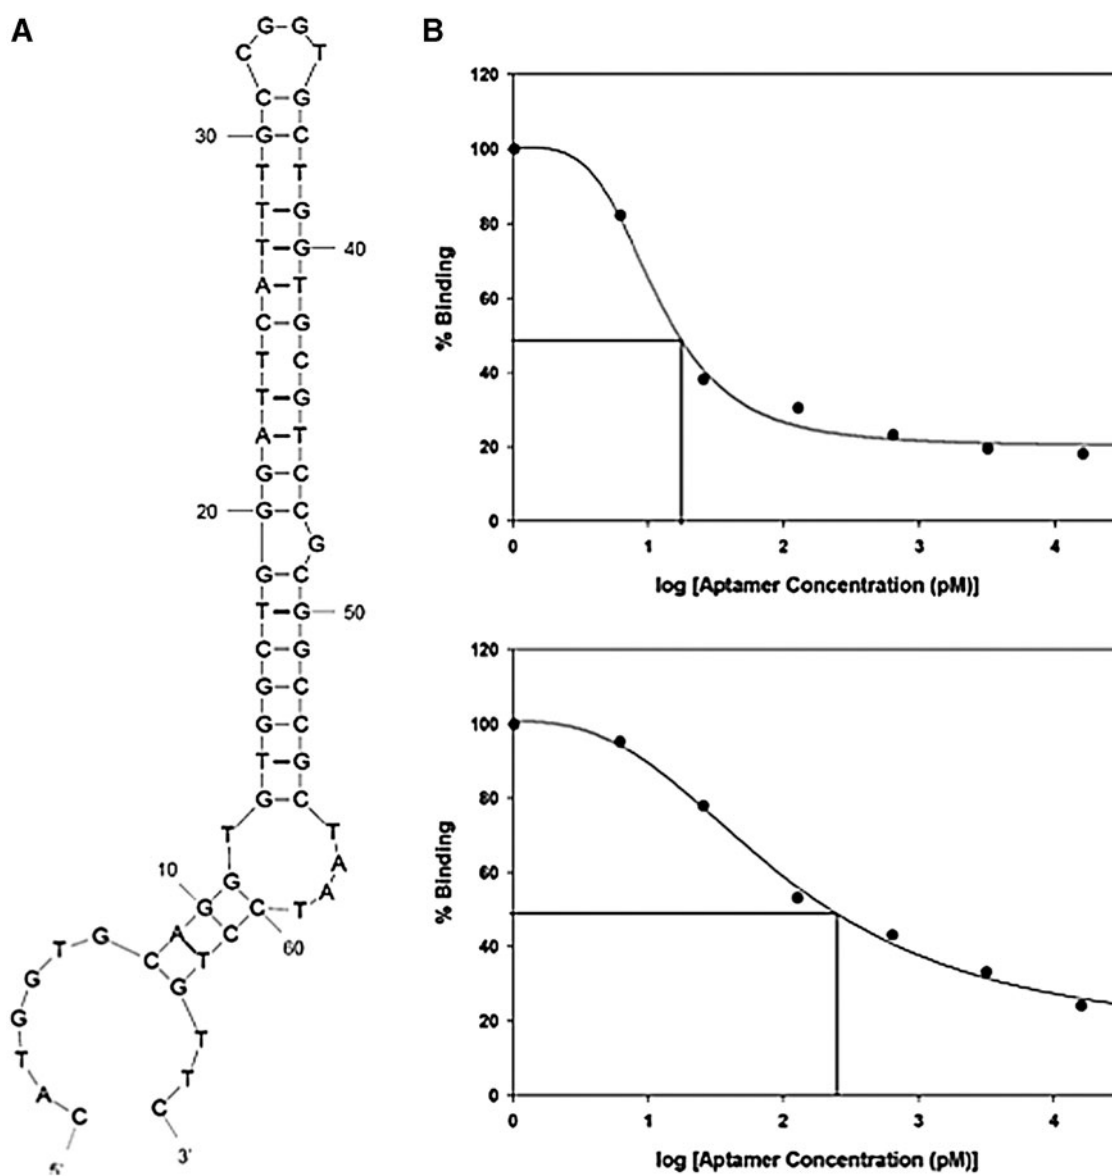 A
G–G
C T
C–G
30 G–C
T T
T–G
T–G 40
A–T
C–G
T C
T–G
A–T
G–C
20 G–C
G
G–C
T–G 50
C–G
G–C
G–C
T–G
G–C
T T
A
10 G A
G C T
A C 60
T G C T
G G
G T
T T
A C
C
5' 3'
B
120
100
80
60
40
20
0
% Binding
0 1 2 3 4
log [Aptamer Concentration (pM)]
120
100
80
60
40
20
0
% Binding
0 1 2 3 4
log [Aptamer Concentration (pM)]